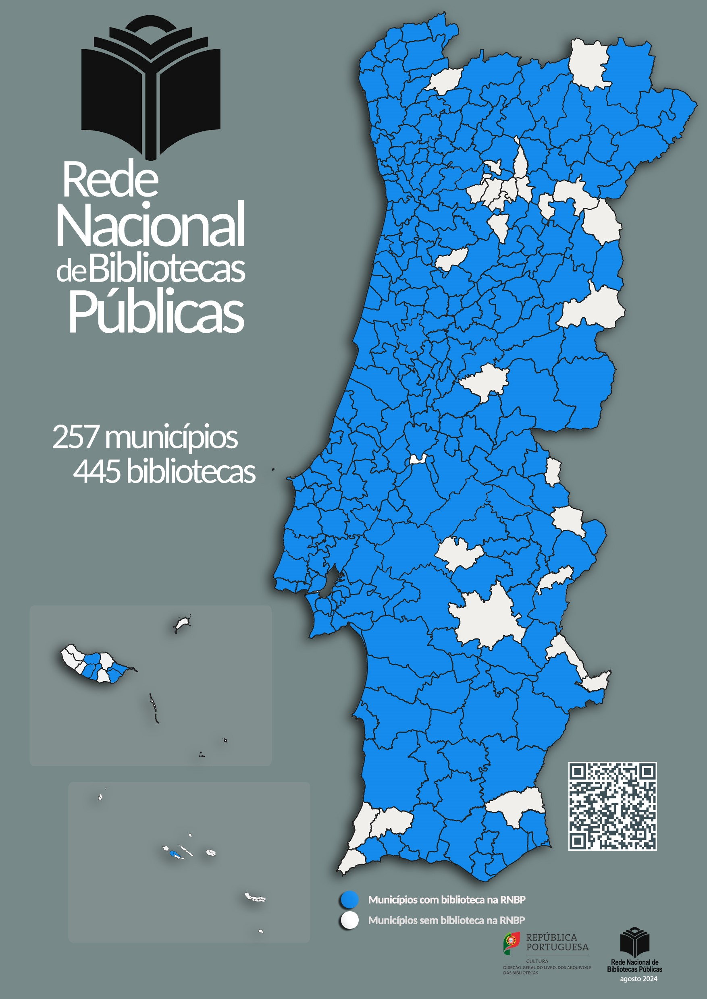 Rede
Nacional
de Bibliotecas
Públicas
257 municípios
445 bibliotecas
Municípios com biblioteca na RNBP
Municípios sem biblioteca na RNBP
REPÚBLICA
PORTUGUESA
CULTURA
DIREÇÃO-GERAL DO LIVRO, DOS ARQUIVOS E
DAS BIBLIOTECAS
Rede Nacional de
Bibliotecas Públicas
agosto 2024